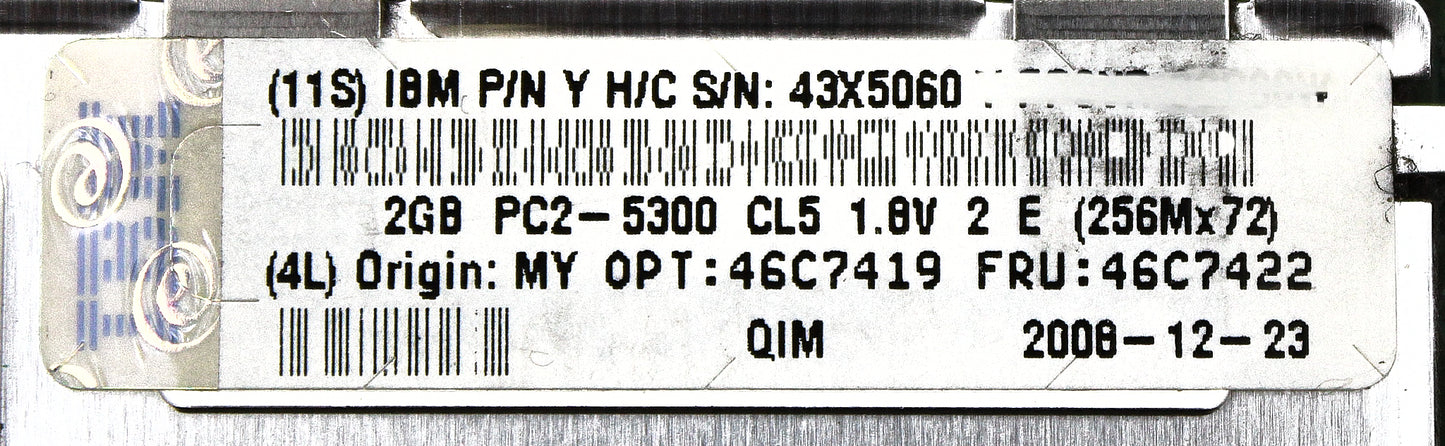 (11S) IBM P/N Y H/C S/N: 43X5060
2GB PC2-5300 CL5 1.8V 2 E (256Mx72)
(4L) Origin: MY OPT:46C7419 FRU:46C7422
QIM 2008-12-23